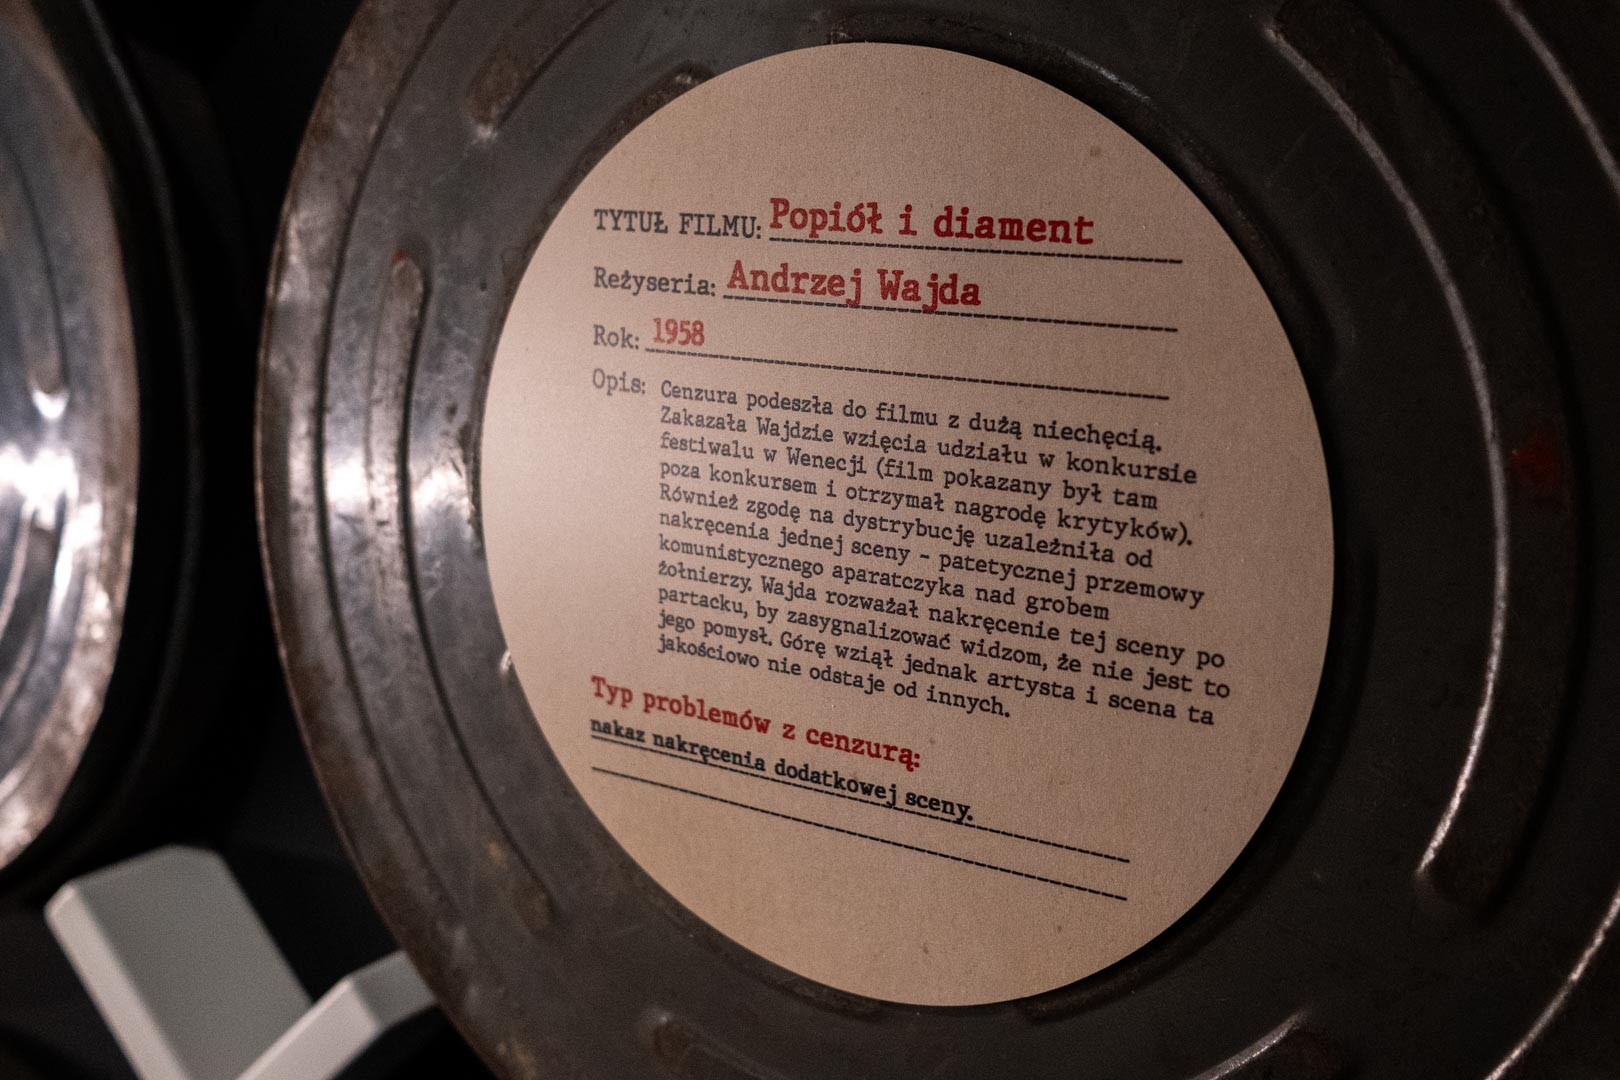 TYTUŁ FILMU: Popiół i diament
Reżyseria: Andrzej Wajda
Rok: 1958
Opis: Cenzura podeszła do filmu z dużą niechęcią.
Zakazała Wajdzie wzięcia udziału w konkursie
festiwalu w Wenecji (film pokazany był tam
poza konkursem i otrzymał nagrodę krytyków).
Również zgodę na dystrybucję uzależniła od
nakręcenia jednej sceny - patetycznej przemowy
komunistycznego aparatczyka nad grobem
żołnierzy. Wajda rozważał nakręcenie tej sceny po
partacku, by zasygnalizować widzom, że nie jest to
jego pomysł. Górę wziął jednak artysta i scena ta
jakościowo nie odstaje od innych.
Typ problemów z cenzurą:
nakaz nakręcenia dodatkowej sceny.